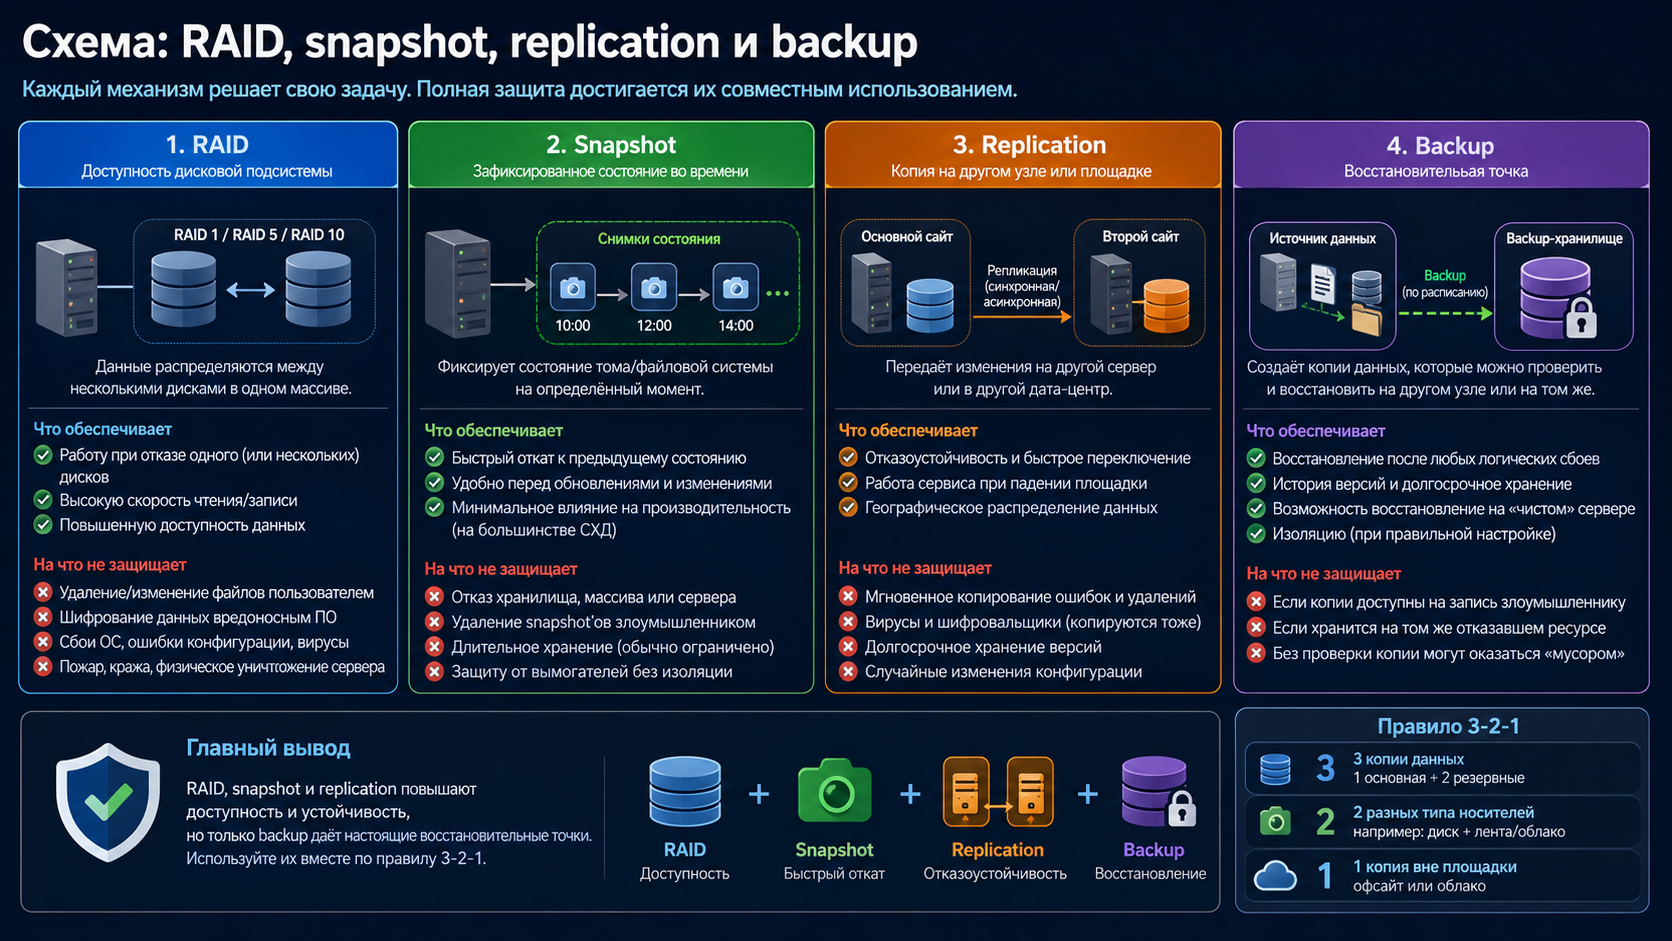 Схема: RAID, snapshot, replication и backup
Каждый механизм решает свою задачу. Полная защита достигается их совместным использованием.
1. RAID
Доступность дисковой подсистемы
RAID 1 / RAID 5 / RAID 10
Данные распределяются между
несколькими дисками в одном массиве.
Что обеспечивает
Работу при отказе одного (или нескольких)
дисков
Высокую скорость чтения/записи
Повышенную доступность данных
На что не защищает
Удаление/изменение файлов пользователем
Шифрование данных вредоносным ПО
Сбои ОС, ошибки конфигурации, вирусы
Пожар, кража, физическое уничтожение сервера
2. Snapshot
Зафиксированное состояние во времени
Снимки состояния
10:00
12:00
14:00
Фиксирует состояние тома/файловой системы
на определённый момент.
Что обеспечивает
Быстрый откат к предыдущему состоянию
Удобно перед обновлениями и изменениями
Минимальное влияние на производительность
(на большинстве СХД)
На что не защищает
Отказ хранилища, массива или сервера
Удаление snapshot'ов злоумышленником
Длительное хранение (обычно ограничено)
Защиту от вымогателей без изоляции
3. Replication
Копия на другом узле или площадке
Основной сайт
Репликация
(синхронная/
асинхронная)
Второй сайт
Передаёт изменения на другой сервер
или в другой дата-центр.
Что обеспечивает
Отказоустойчивость и быстрое переключение
Работа сервиса при падении площадки
Географическое распределение данных
На что не защищает
Мгновенное копирование ошибок и удалений
Вирусы и шифровальщики (копируются тоже)
Долгосрочное хранение версий
Случайные изменения конфигурации
4. Backup
Восстановителььая точка
Источник данных
Backup
(по расписанию)
Backup-хранилище
Создаёт копии данных, которые можно проверить
и восстановить на другом узле или на том же.
Что обеспечивает
Восстановление после любых логических сбоев
История версий и долгосрочное хранение
Возможность восстановление на «чистом» сервере
Изоляцию (при правильной настройке)
На что не защищает
Если копии доступны на запись злоумышленнику
Если хранится на том же отказавшем ресурсе
Без проверки копии могут оказаться «мусором»
Главный вывод
RAID, snapshot и replication повышают
доступность и устойчивость,
но только backup даёт настоящие восстановительные точки.
Используйте их вместе по правилу 3-2-1.
RAID
Доступность
+
Snapshot
Быстрый откат
+
Replication
Отказоустойчивость
+
Backup
Восстановление
Правило 3-2-1
3
3 копии данных
1 основная + 2 резервные
2
2 разных типа носителей
например: диск + лента/облако
1
1 копия вне площадки
офсайт или облако